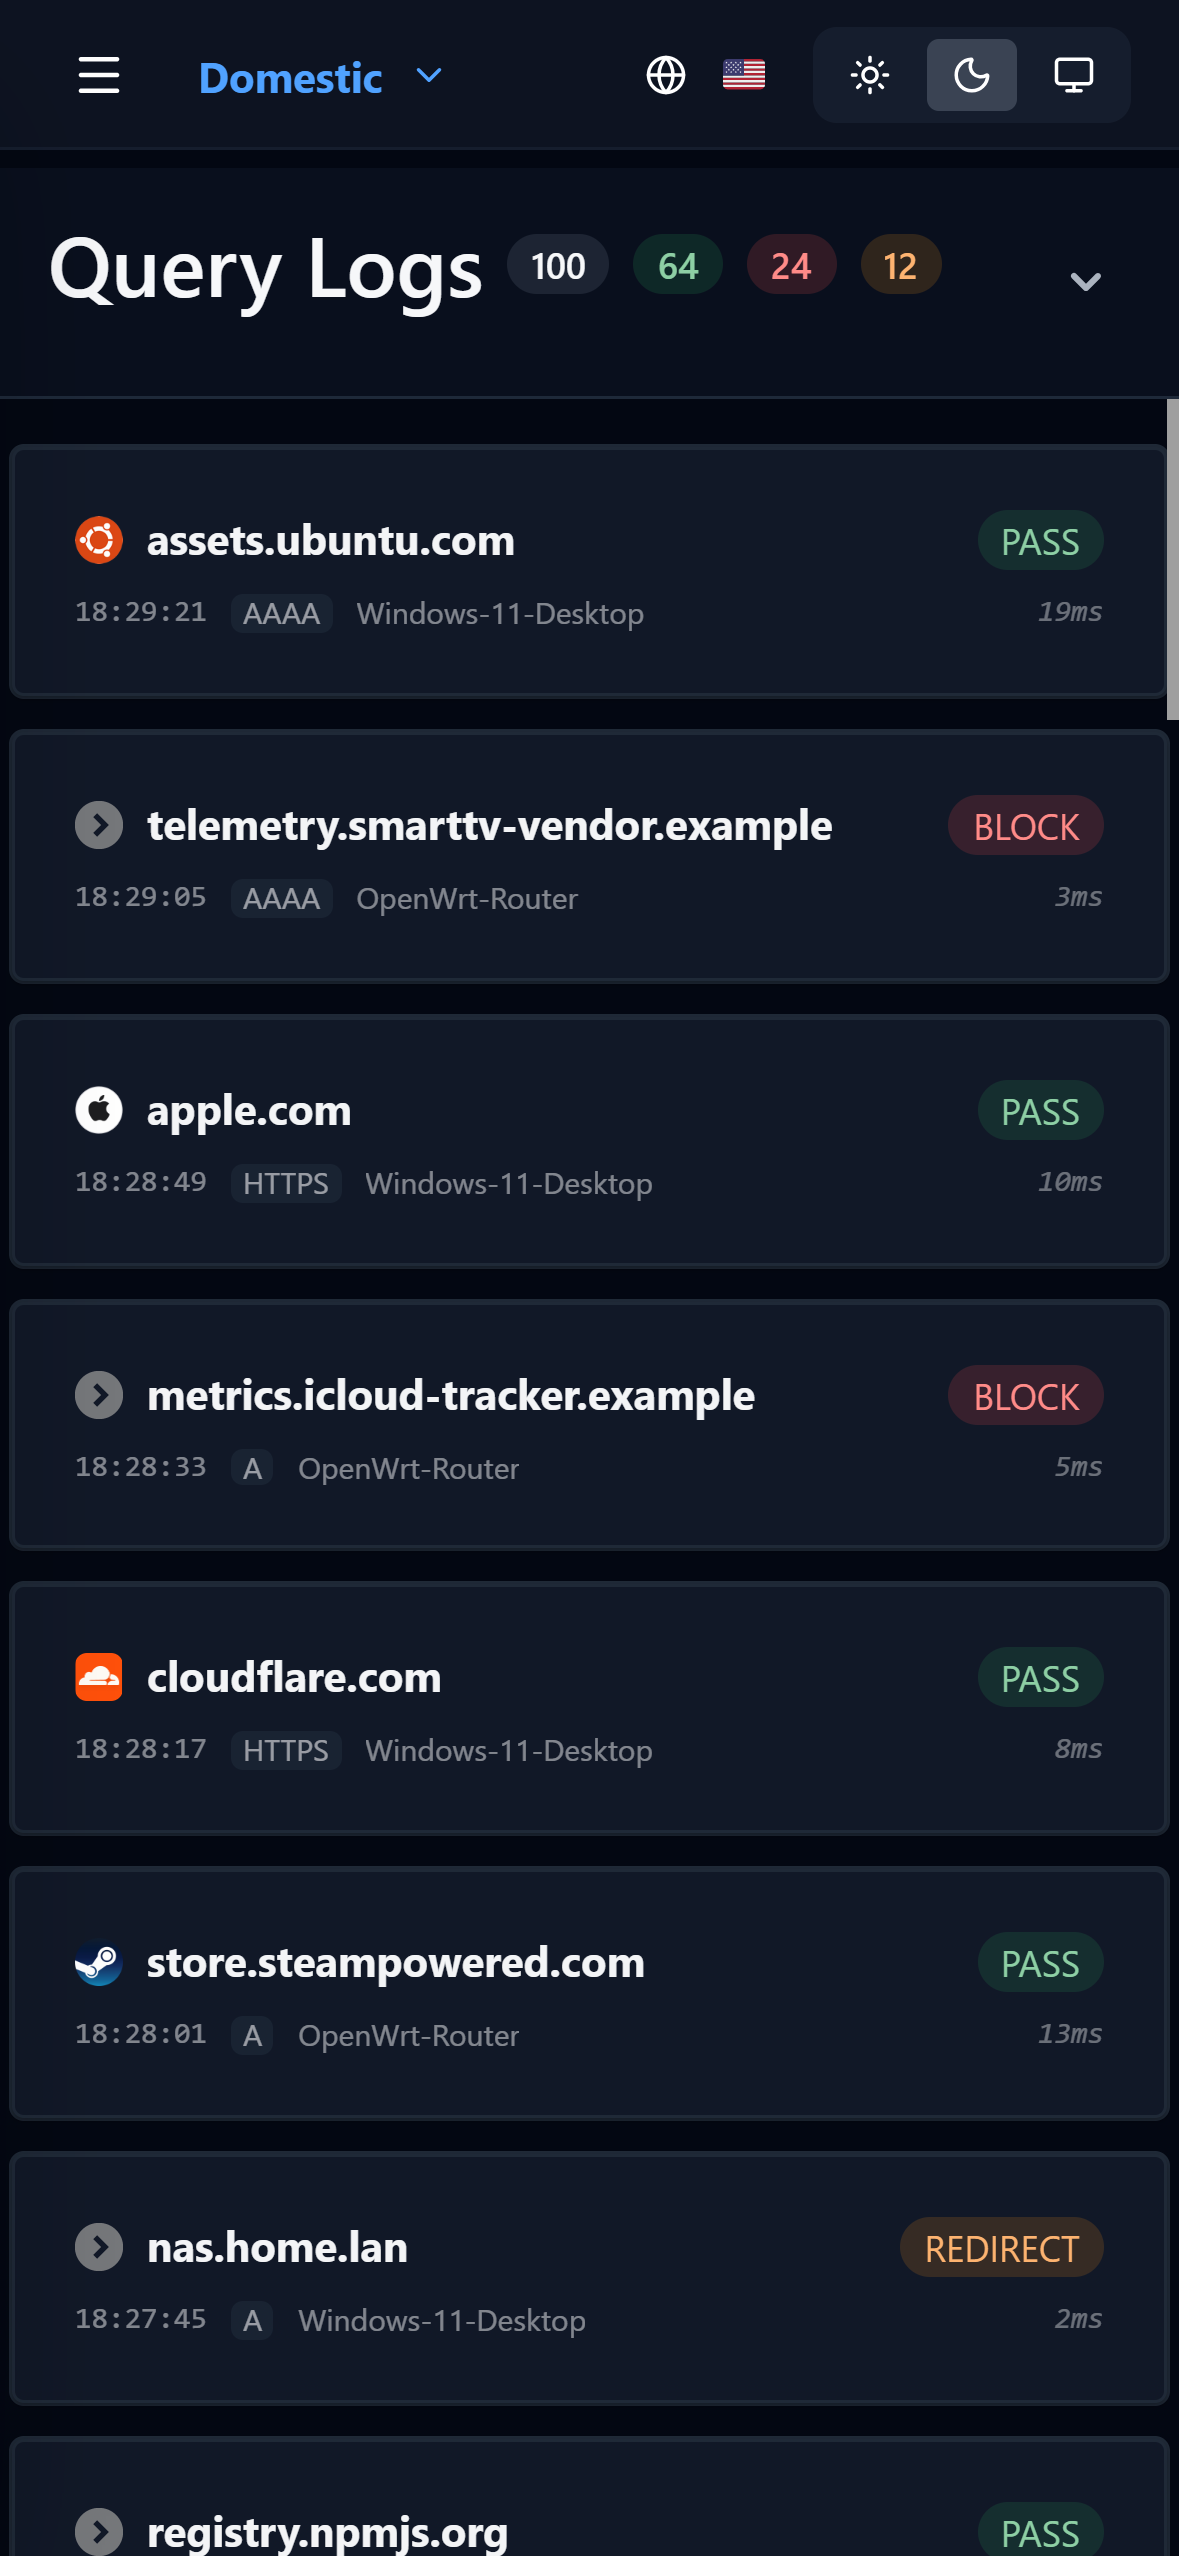 Domestic
Query Logs 100 64 24 12
assets.ubuntu.com PASS
18:29:21 AAAA Windows-11-Desktop 19ms
telemetry.smarttv-vendor.example BLOCK
18:29:05 AAAA OpenWrt-Router 3ms
apple.com PASS
18:28:49 HTTPS Windows-11-Desktop 10ms
metrics.icloud-tracker.example BLOCK
18:28:33 A OpenWrt-Router 5ms
cloudflare.com PASS
18:28:17 HTTPS Windows-11-Desktop 8ms
store.steampowered.com PASS
18:28:01 A OpenWrt-Router 13ms
nas.home.lan REDIRECT
18:27:45 A Windows-11-Desktop 2ms
registry.npmjs.org PASS